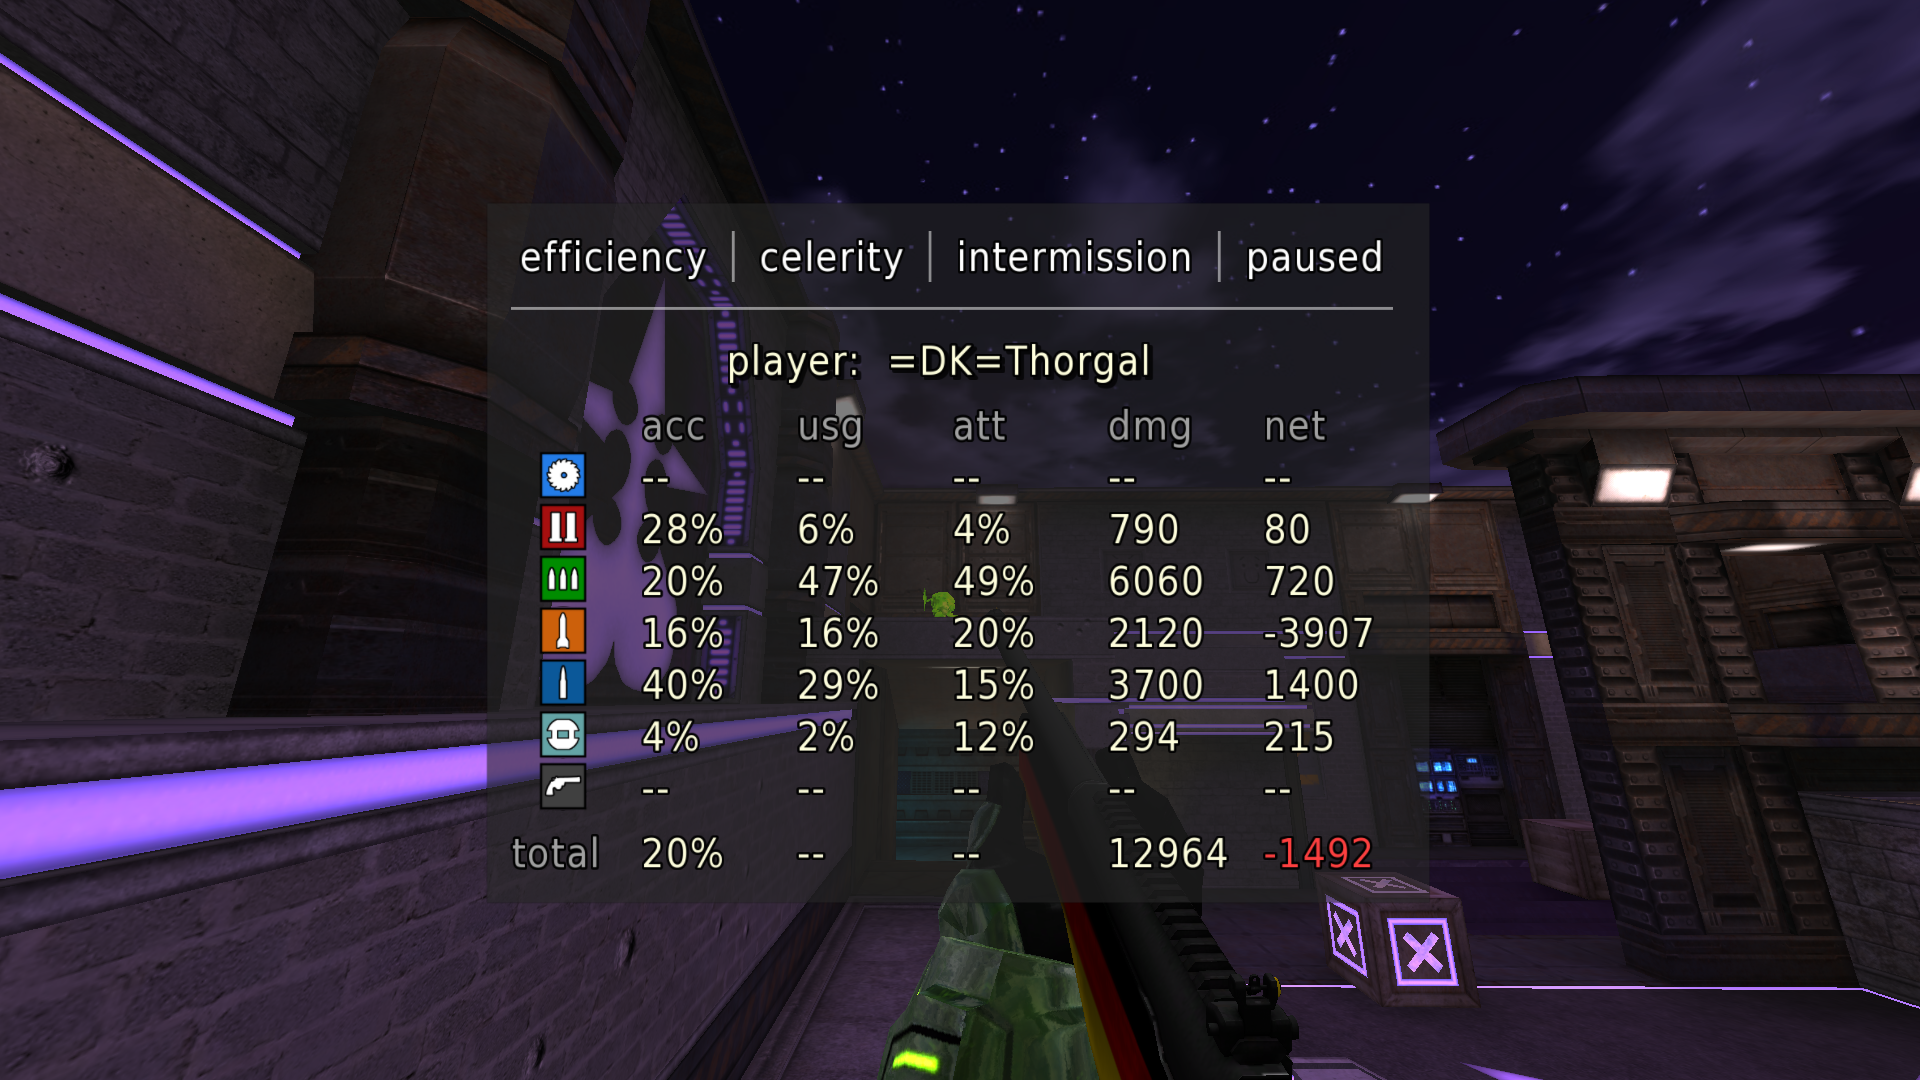 efficiency | celerity | intermission | paused
player: =DK=Thorgal
acc usg att dmg net
-- -- -- -- --
28% 6% 4% 790 80
20% 47% 49% 6060 720
16% 16% 20% 2120 -3907
40% 29% 15% 3700 1400
4% 2% 12% 294 215
-- -- -- -- --
total 20% -- -- 12964 -1492